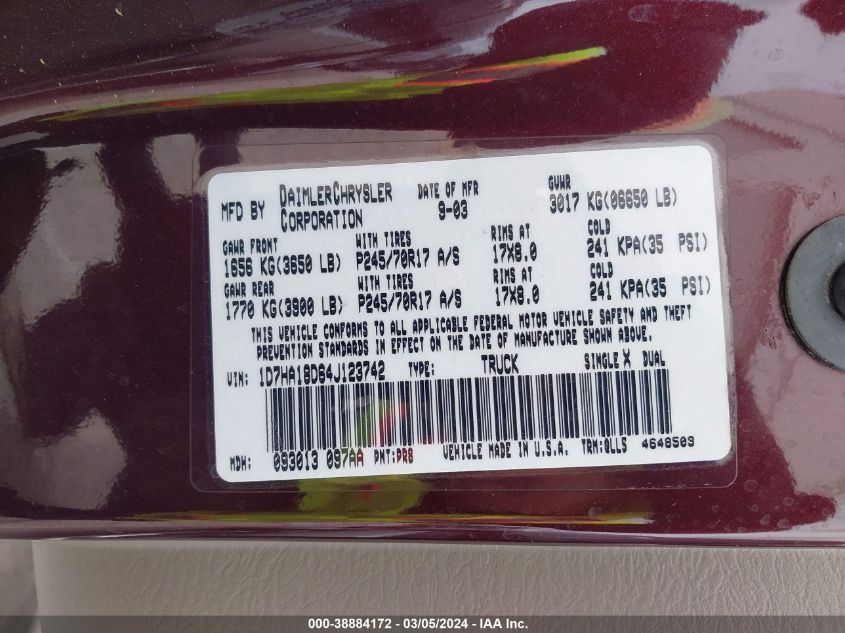 MFD BY DAIMLERCHRYSLER CORPORATION DATE OF MFR 9-03 GVWR 3017 KG(06650 LB)
GAWR FRONT WITH TIRES RIMS AT COLD
1656 KG(3650 LB) P245/70R17 A/S 17X8.0 241 KPA(35 PSI)
GAWR REAR WITH TIRES RIMS AT COLD
1770 KG(3900 LB) P245/70R17 A/S 17X8.0 241 KPA(35 PSI)
THIS VEHICLE CONFORMS TO ALL APPLICABLE FEDERAL MOTOR VEHICLE SAFETY AND THEFT
PREVENTION STANDARDS IN EFFECT ON THE DATE OF MANUFACTURE SHOWN ABOVE.
VIN: 1D7HA18D64J123742 TYPE: TRUCK SINGLE X DUAL
MDH: 093013 097AA PNT:PR8 VEHICLE MADE IN U.S.A. TRM:QLLS 4648509
000-38884172 — 03/05/2024 — IAA Inc.